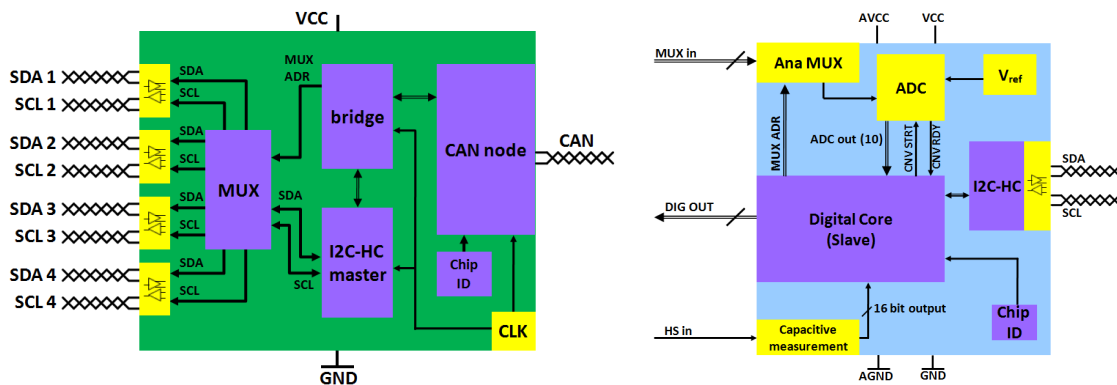 VCC
SDA 1
SCL 1
SDA 2
SCL 2
SDA 3
SCL 3
SDA 4
SCL 4
SDA
SCL
SDA
SCL
SDA
SCL
SDA
SCL
MUX
MUX
ADR
bridge
SDA
SCL
I2C-HC
master
CAN node
CAN
Chip
ID
CLK
GND
AVCC
VCC
MUX in
Ana MUX
ADC
Vref
MUX ADR
ADC out (10)
CNV STRT
CNV RDY
I2C-HC
SDA
SCL
DIG OUT
Digital Core
(Slave)
16 bit output
HS in
Capacitive
measurement
Chip
ID
AGND
GND